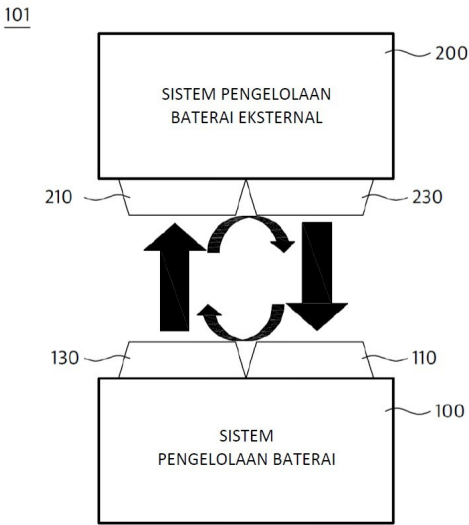 101
200
SISTEM PENGELOLAAN
BATERAI EKSTERNAL
210
230
130
110
100
SISTEM
PENGELOLAAN BATERAI